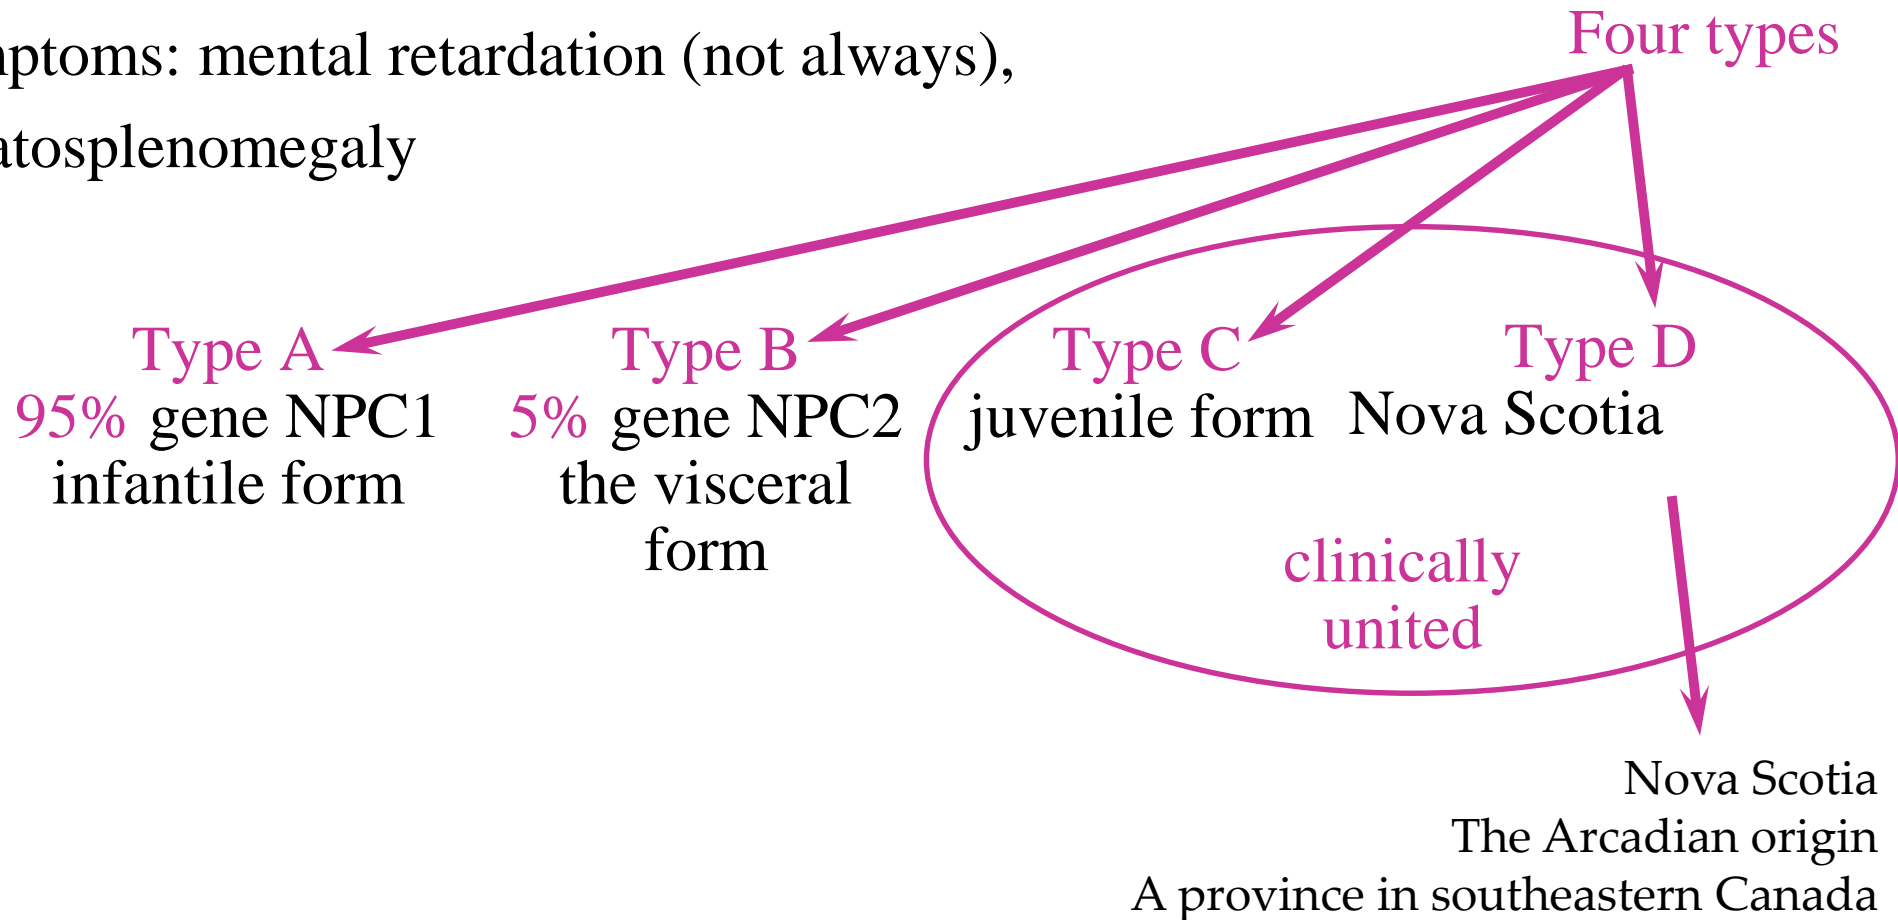 Four types
mptoms: mental retardation (not always),
atosplenomegaly
Type A
95% gene NPC1
infantile form
Type B
5% gene NPC2
the visceral
form
Type C
juvenile form
Type D
Nova Scotia
clinically
united
Nova Scotia
The Arcadian origin
A province in southeastern Canada